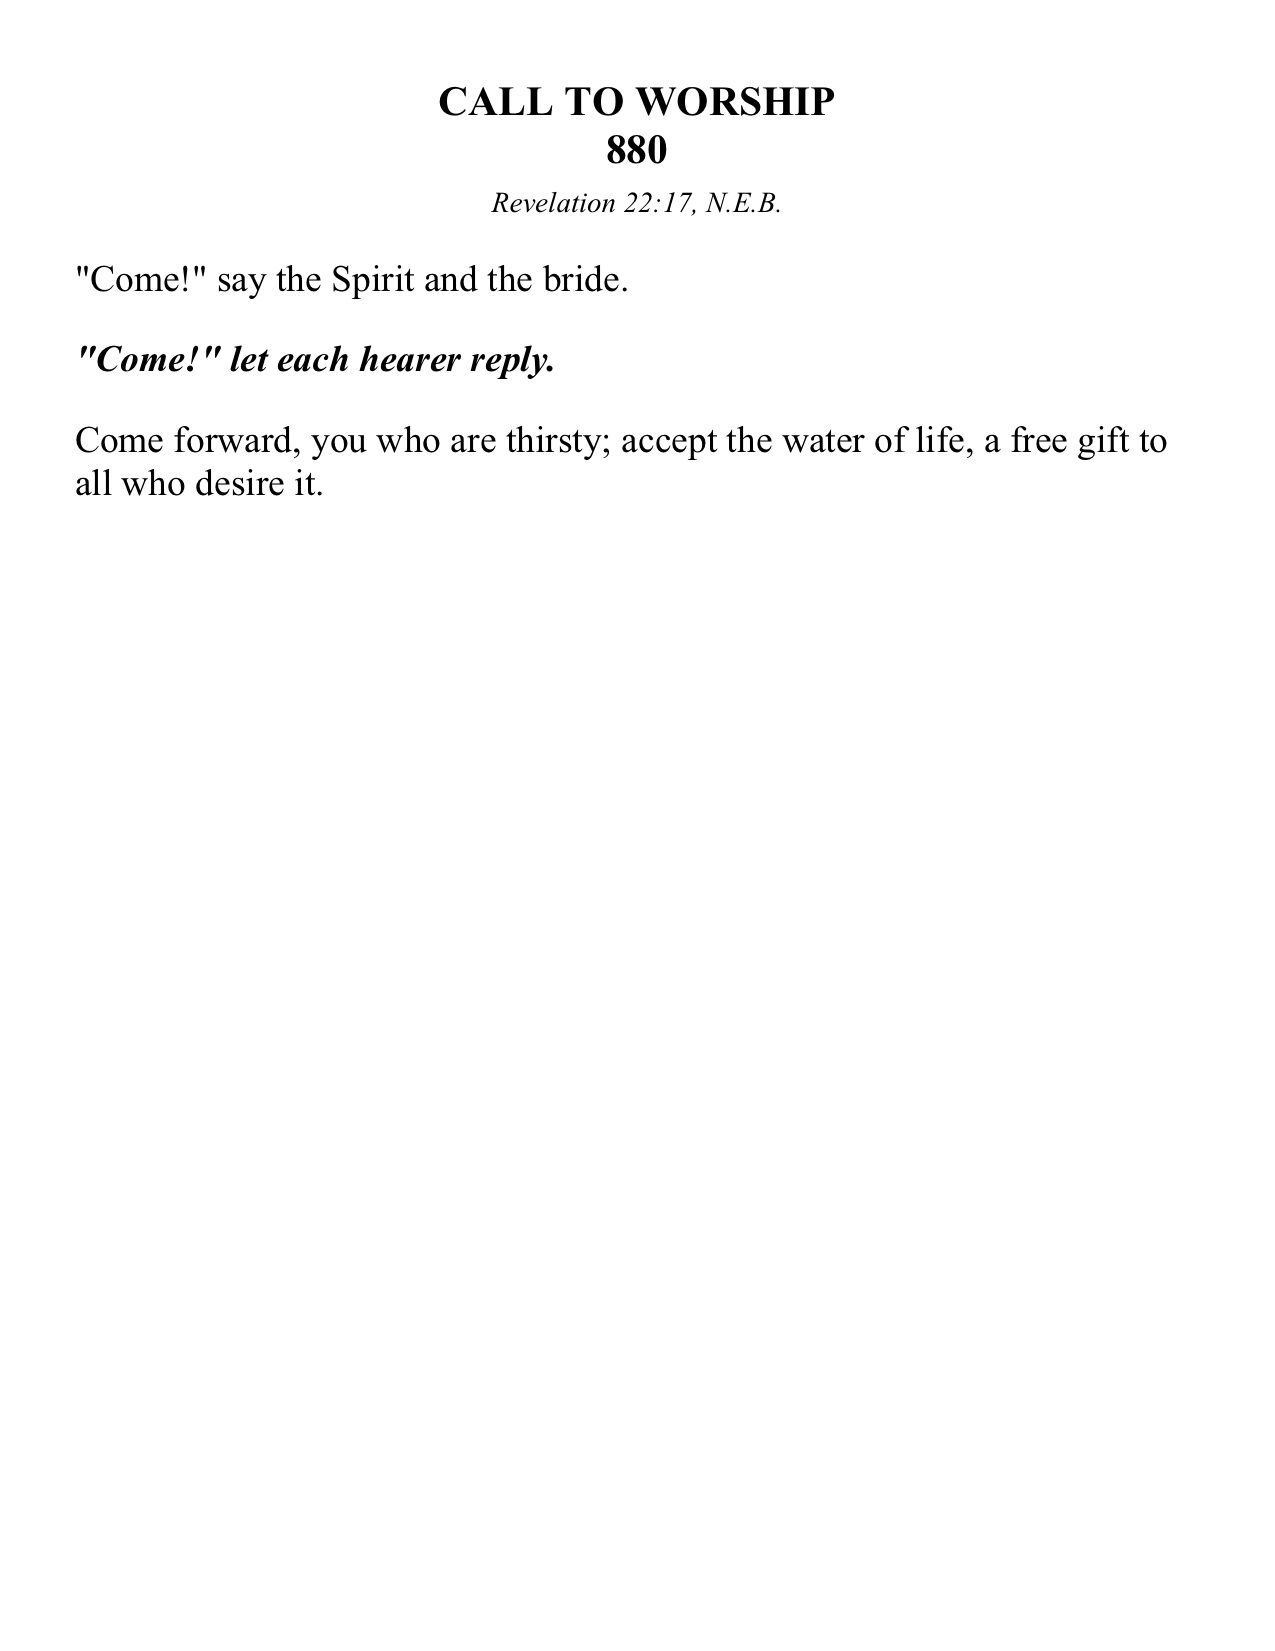 CALL TO WORSHIP
880
Revelation 22:17, N.E.B.
"Come!" say the Spirit and the bride.
"Come!" let each hearer reply.
Come forward, you who are thirsty; accept the water of life, a free gift to
all who desire it.